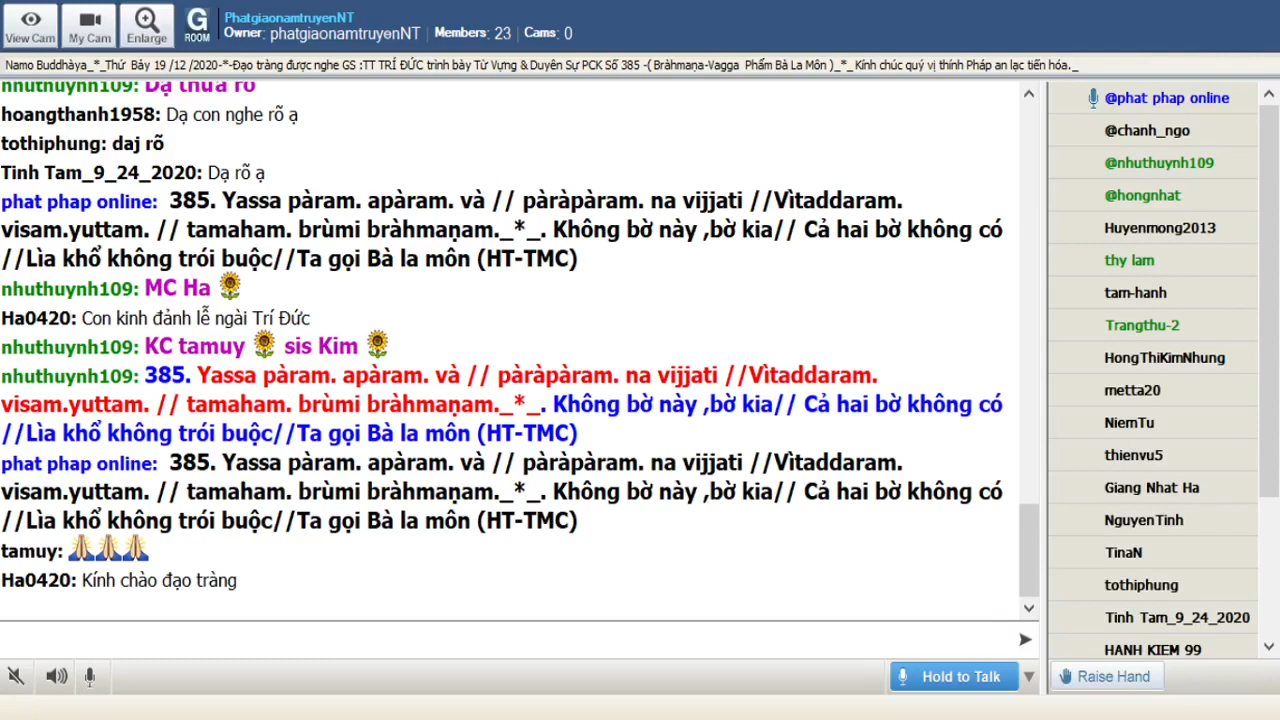 View Cam
My Cam
Enlarge
G
ROOM
PhatgiaonamtruyenNT
Owner: phatgiaonamtruyenNT | Members: 23 | Cams: 0
Namo Buddhàya_*_Thứ Bảy 19 /12 /2020-*-Đạo tràng được nghe GS :TT TRÍ ĐỨC trình bày Từ Vựng & Duyên Sự PCK Số 385 -( Bràhmaṇa-Vagga Phẩm Bà La Môn )_*_Kính chúc quý vị thính Pháp an lạc tiến hóa._
nhuthuynh109: Dạ thưa rõ
hoangthanh1958: Dạ con nghe rõ ạ
tothiphung: daj rõ
Tinh Tam_9_24_2020: Dạ rõ ạ
phat phap online: 385. Yassa pàram. apàram. và // pàràpàram. na vijjati //Vìtaddaram.
visam.yuttam. // tamaham. brùmi bràhmaṇam._*_. Không bờ này ,bờ kia// Cả hai bờ không có
//Lìa khổ không trói buộc//Ta gọi Bà la môn (HT-TMC)
nhuthuynh109: MC Ha 🌻
Ha0420: Con kinh đảnh lễ ngài Trí Đức
nhuthuynh109: KC tamuy 🌻 sis Kim 🌻
nhuthuynh109: 385. Yassa pàram. apàram. và // pàràpàram. na vijjati //Vìtaddaram.
visam.yuttam. // tamaham. brùmi bràhmaṇam._*_. Không bờ này ,bờ kia// Cả hai bờ không có
//Lìa khổ không trói buộc//Ta gọi Bà la môn (HT-TMC)
phat phap online: 385. Yassa pàram. apàram. và // pàràpàram. na vijjati //Vìtaddaram.
visam.yuttam. // tamaham. brùmi bràhmaṇam._*_. Không bờ này ,bờ kia// Cả hai bờ không có
//Lìa khổ không trói buộc//Ta gọi Bà la môn (HT-TMC)
tamuy: 🙏🙏🙏
Ha0420: Kính chào đạo tràng
@phat phap online
@chanh_ngo
@nhuthuynh109
@hongnhat
Huyenmong2013
thy lam
tam-hanh
Trangthu-2
HongThiKimNhung
metta20
NiemTu
thienvu5
Giang Nhat Ha
NguyenTinh
TinaN
tothiphung
Tinh Tam_9_24_2020
HANH KIEM 99
Hold to Talk
Raise Hand